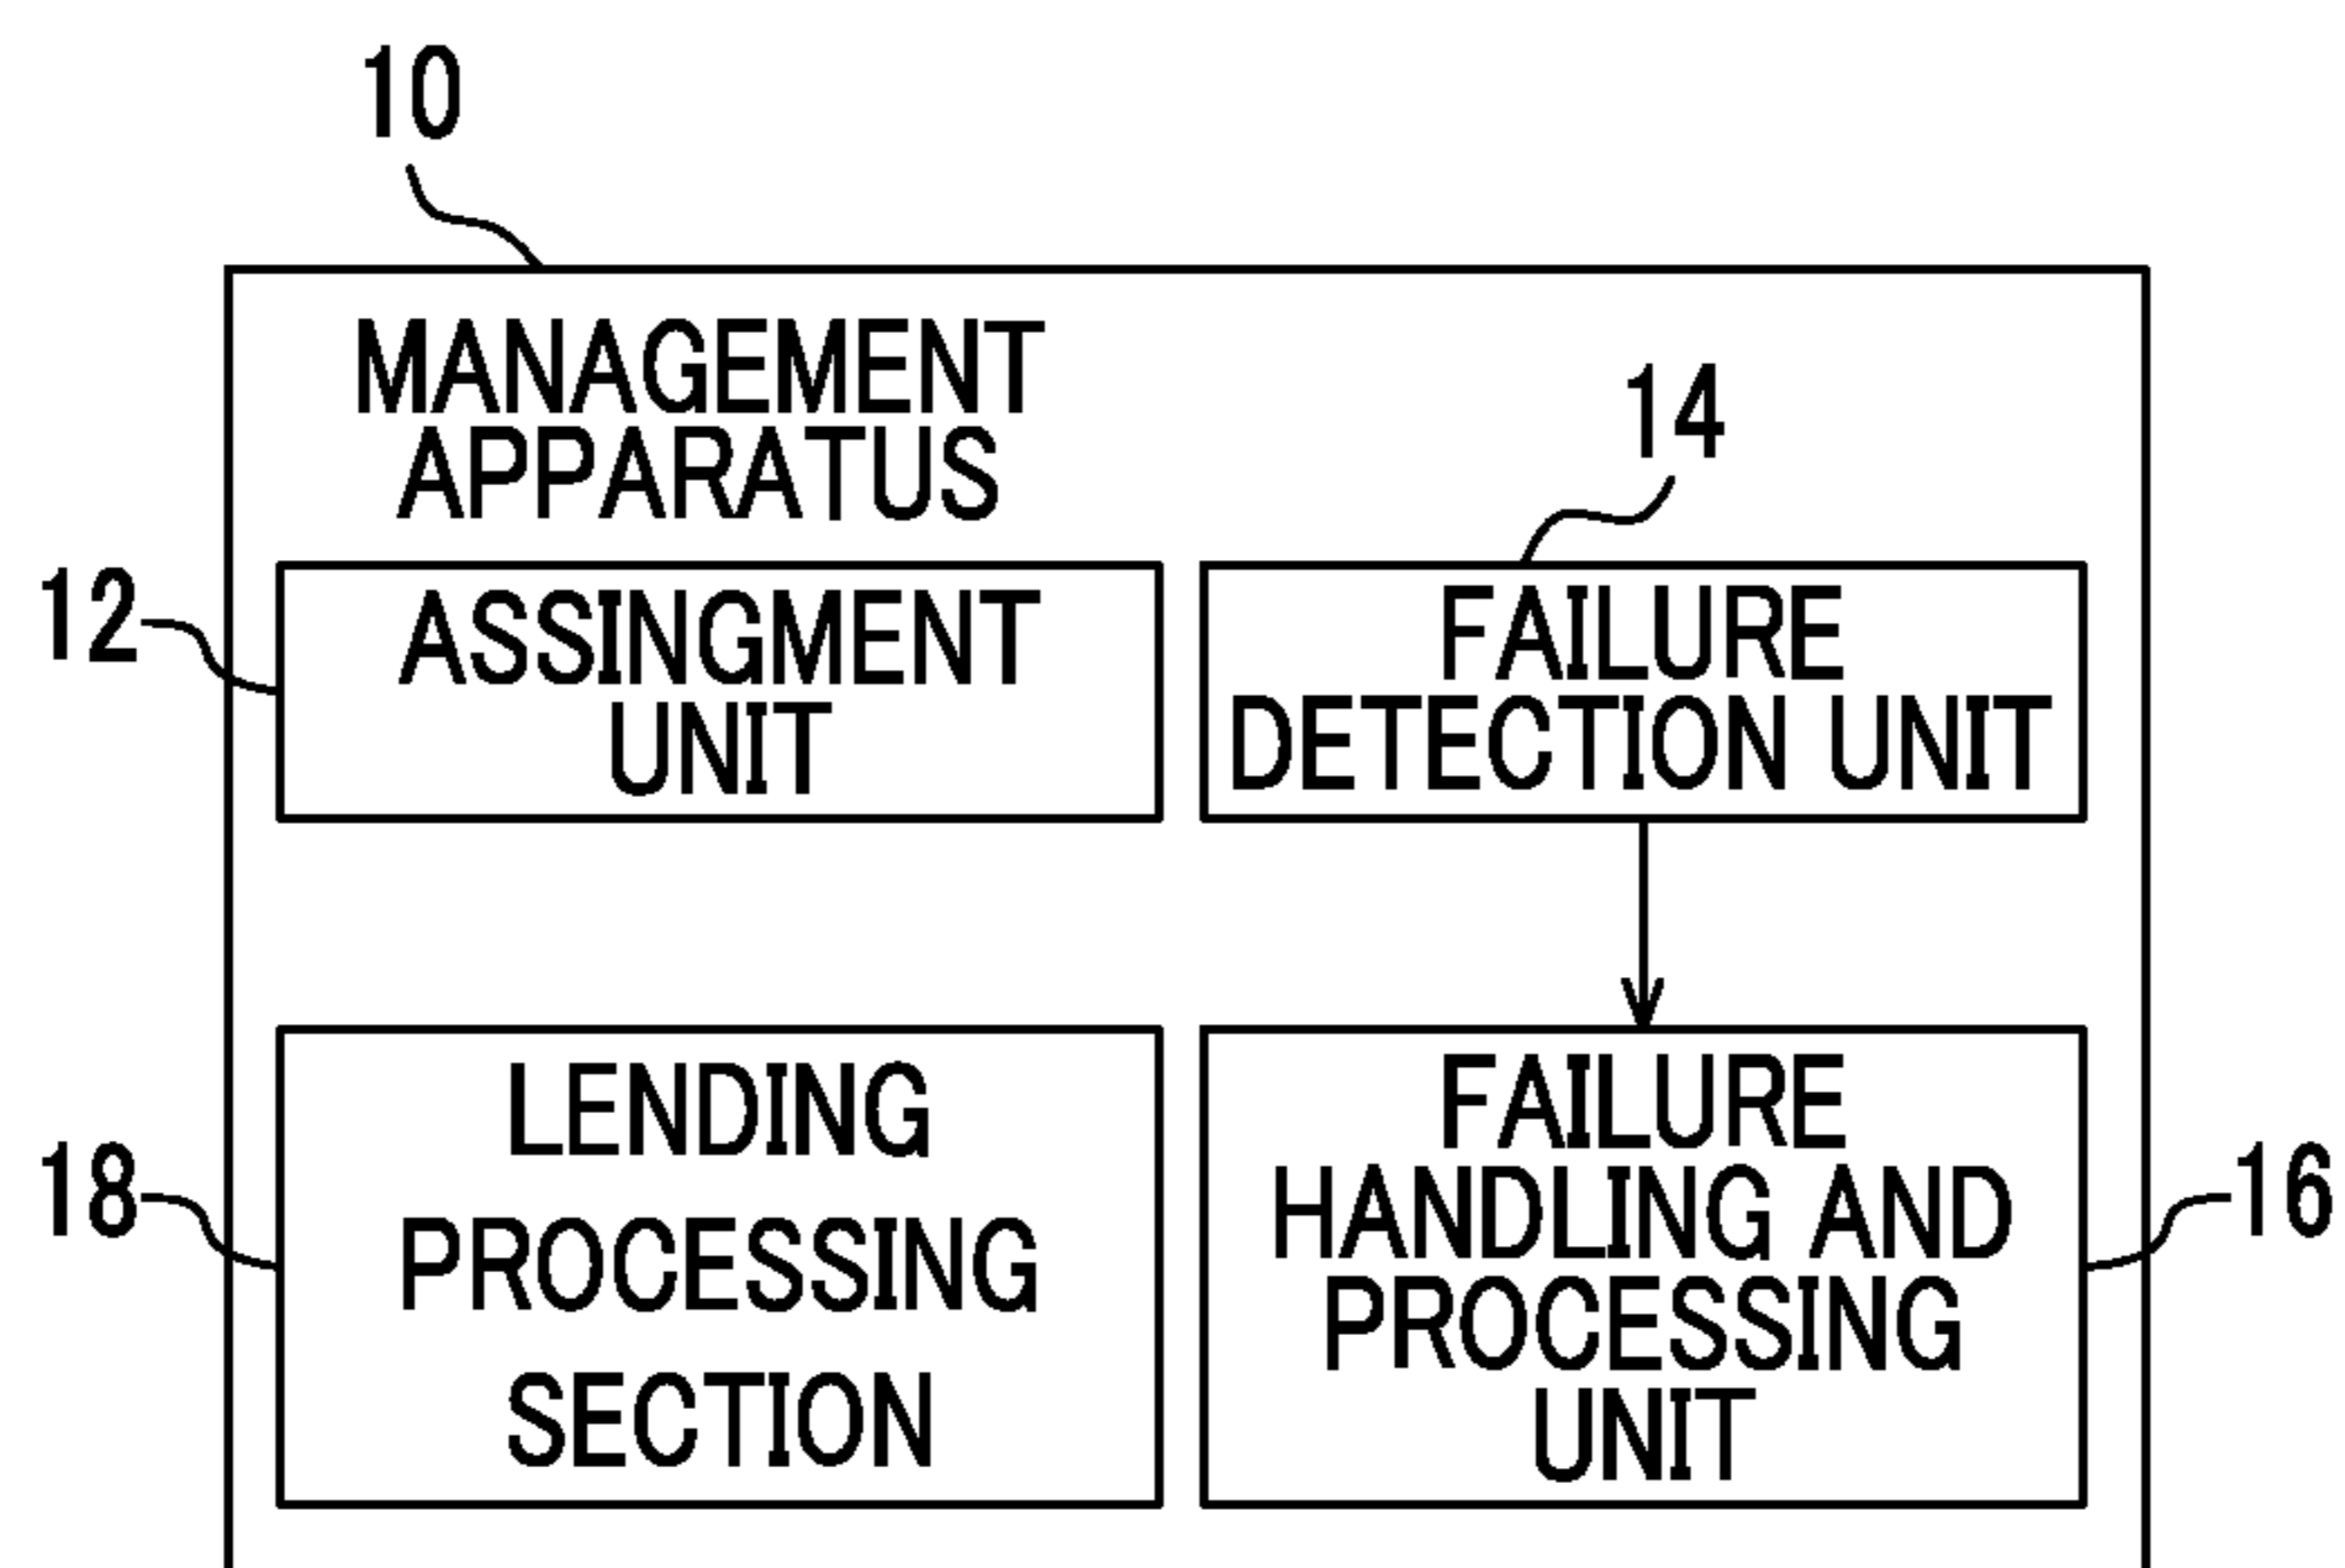 10
MANAGEMENT
APPARATUS
14
12
ASSINGMENT
UNIT
FAILURE
DETECTION UNIT
18
LENDING
PROCESSING
SECTION
FAILURE
HANDLING AND
PROCESSING
UNIT
16